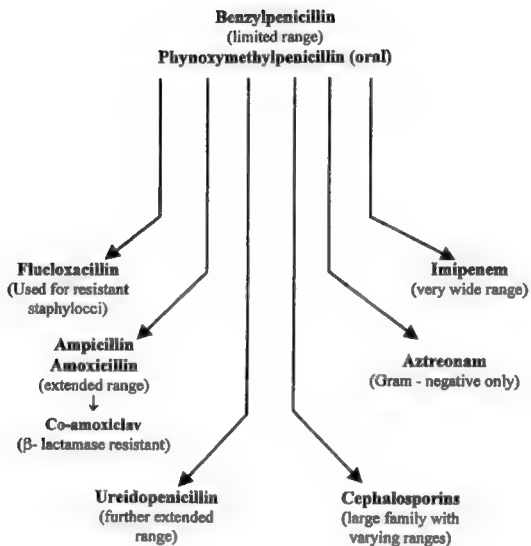 Benzylpenicillin
(limited range)
Phynoxymethylpenicillin (oral)
Flucloxacillin
(Used for resistant
staphylocci)
Imipenem
(very wide range)
Ampicillin
Amoxicillin
(extended range)
Aztreonam
(Gram - negative only)
Co-amoxiclav
(β- lactamase resistant)
Ureidopenicillin
(further extended
range)
Cephalosporins
(large family with
varying ranges)